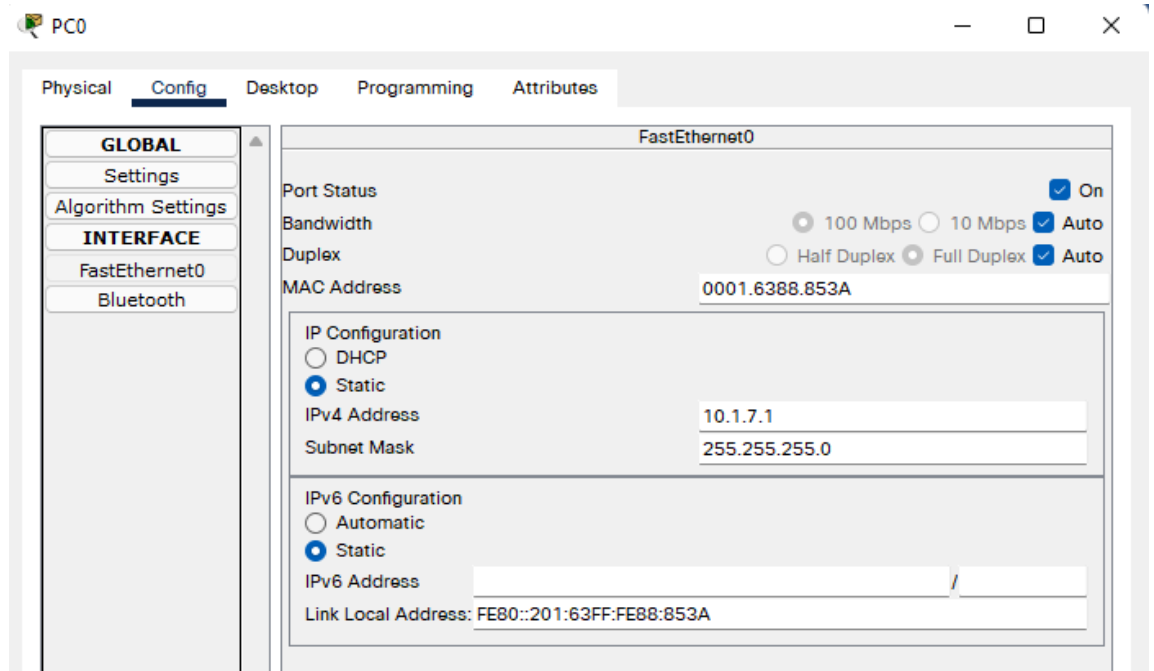 PC0
Physical Config Desktop Programming Attributes
GLOBAL
Settings
Algorithm Settings
INTERFACE
FastEthernet0
Bluetooth
FastEthernet0
Port Status On
Bandwidth 100 Mbps 10 Mbps Auto
Duplex Half Duplex Full Duplex Auto
MAC Address 0001.6388.853A
IP Configuration
DHCP
Static
IPv4 Address 10.1.7.1
Subnet Mask 255.255.255.0
IPv6 Configuration
Automatic
Static
IPv6 Address /
Link Local Address: FE80::201:63FF:FE88:853A